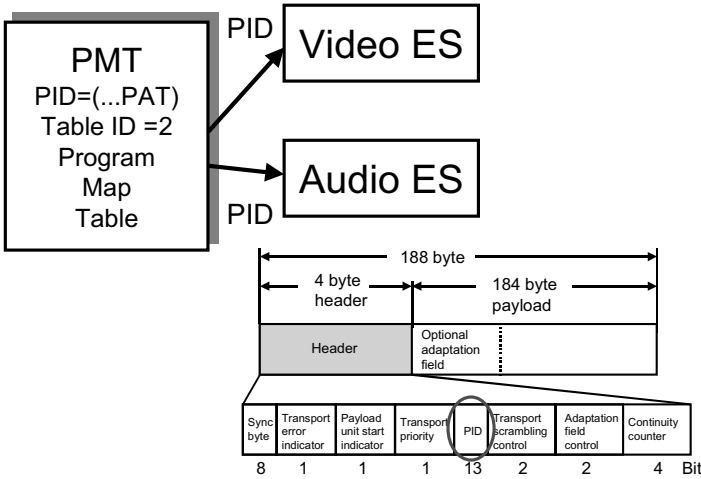 PMT
PID=(...PAT)
Table ID =2
Program
Map
Table
PID
Video ES
Audio ES
PID
188 byte
4 byte
header
184 byte
payload
Header
Optional
adaptation
field
Sync
byte
Transport
error
indicator
Payload
unit start
indicator
Transport
priority
PID
Transport
scrambling
control
Adaptation
field
control
Continuity
counter
8 1 1 1 13 2 2 4 Bit